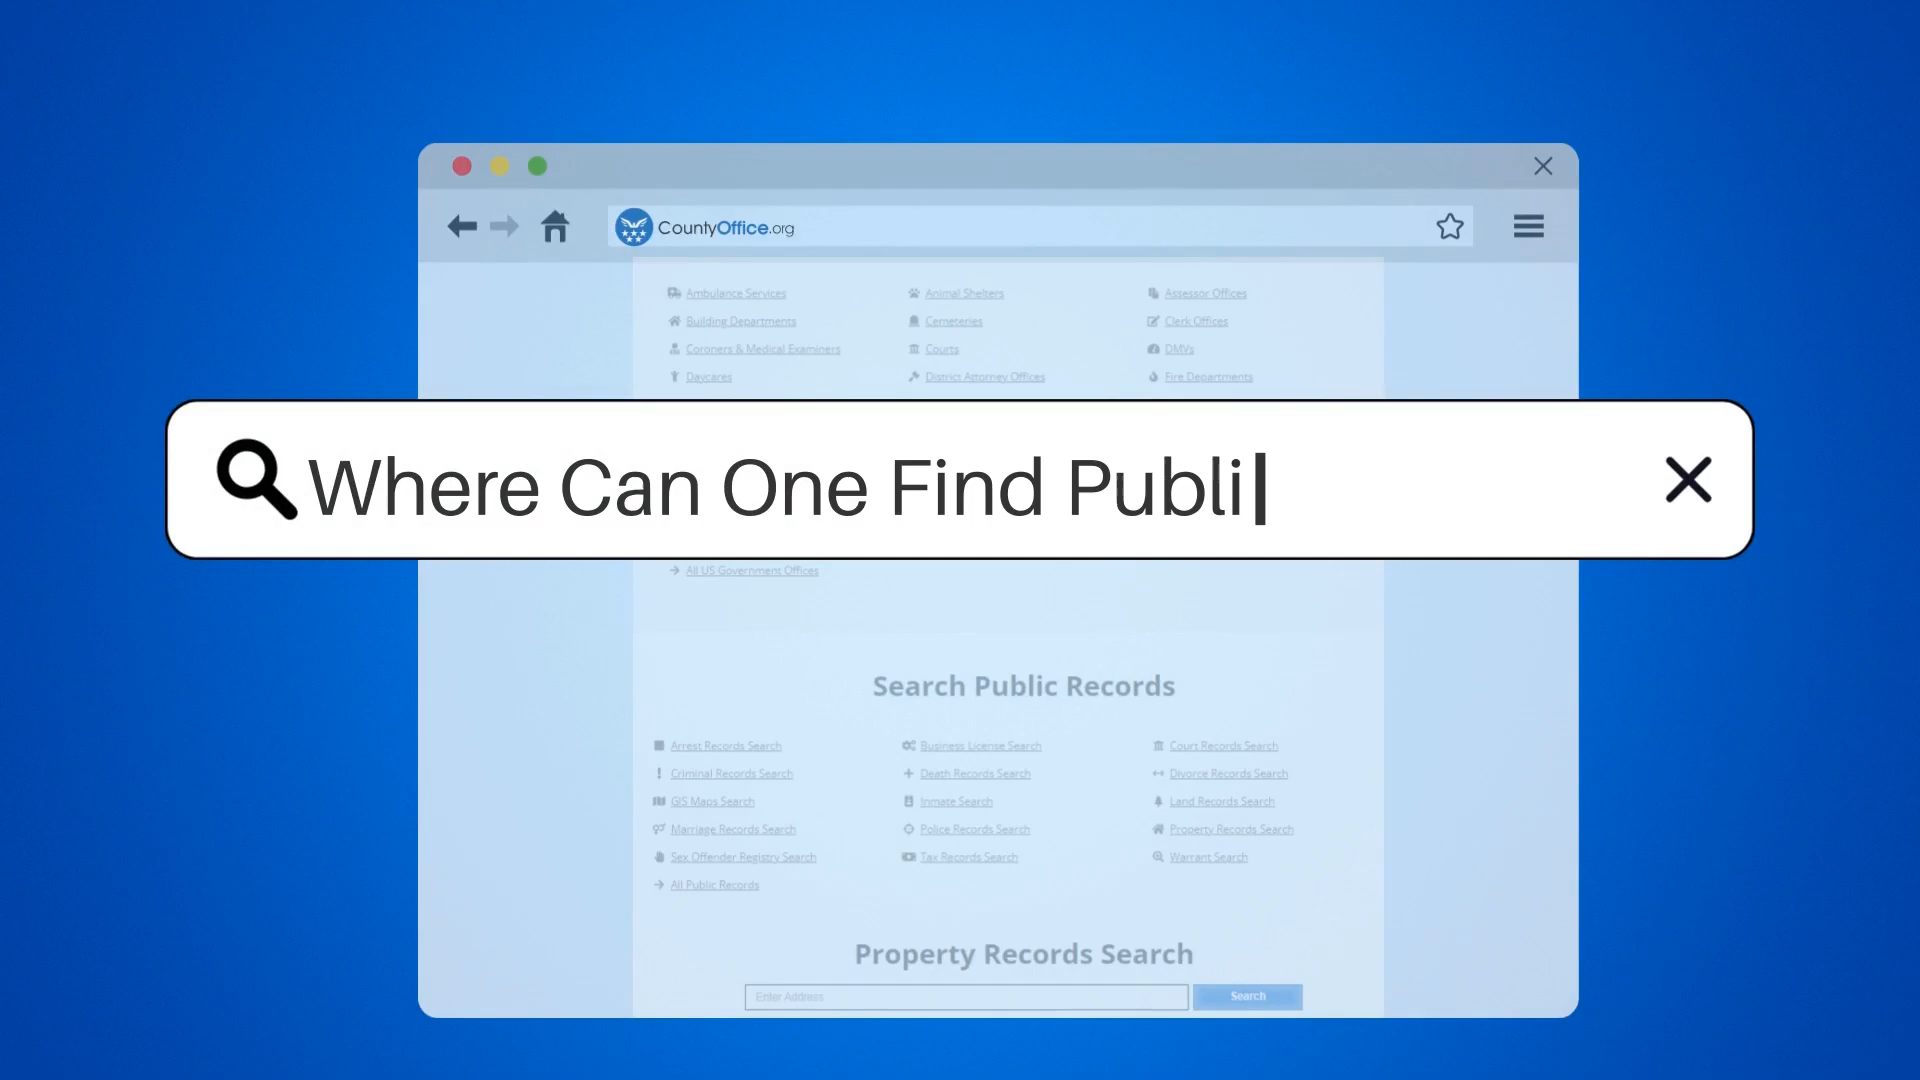 CountyOffice.org
Ambulance Services Animal Shelters Assessor Offices
Building Departments Cemeteries Clerk Offices
Coroners & Medical Examiners Courts DMVs
Daycares District Attorney Offices Fire Departments
Where Can One Find Publi
All US Government Offices
Search Public Records
Arrest Records Search Business License Search Court Records Search
Criminal Records Search Death Records Search Divorce Records Search
GIS Maps Search Inmate Search Land Records Search
Marriage Records Search Police Records Search Property Records Search
Sex Offender Registry Search Tax Records Search Warrant Search
All Public Records
Property Records Search
Enter Address Search